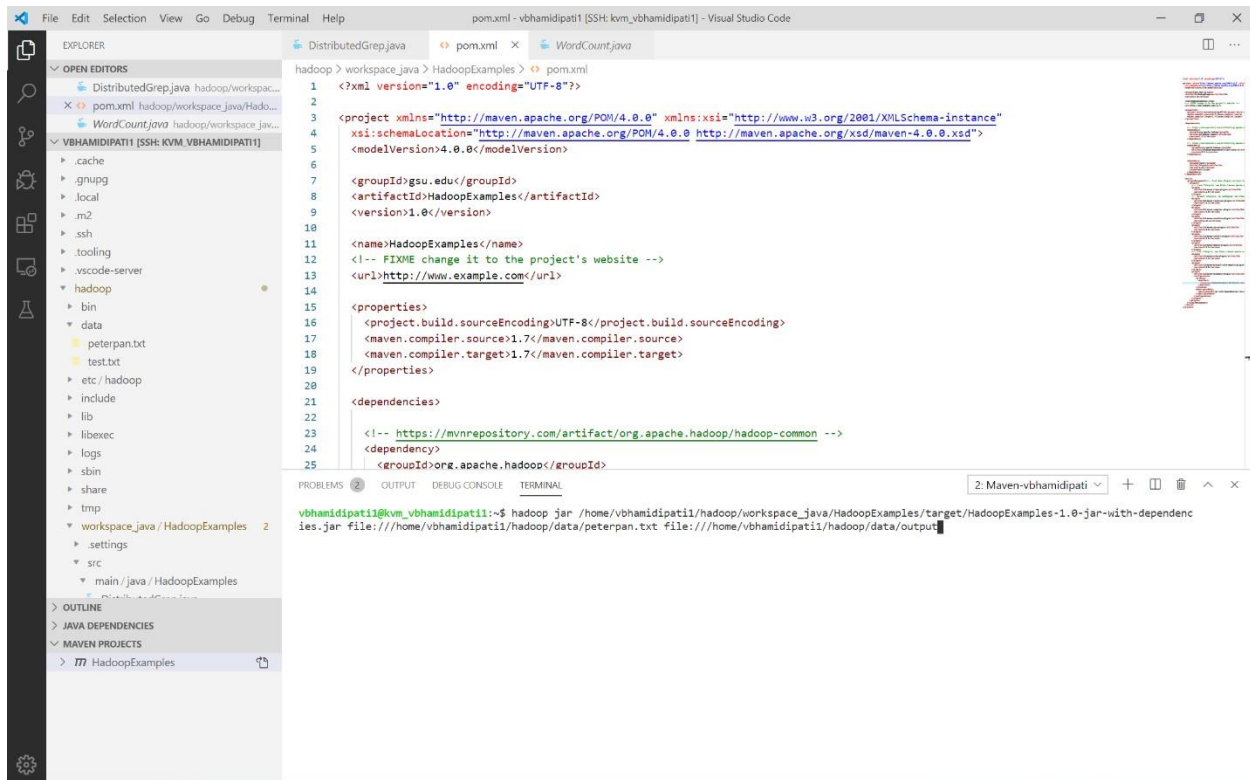 File Edit Selection View Go Debug Terminal Help
pom.xml - vbhamidipati1 [SSH: kvm_vbhamidipati1] - Visual Studio Code
EXPLORER
OPEN EDITORS
DistributedGrep.java hadoop/workspac...
pom.xml hadoop/workspace_java/Hado...
WordCount.java hadoop/workspace_jav...
VBHAMIDIPATI1 [SSH: KVM_VBHAMIDIPATI1]
.cache
.gnupg
.local
.m2
.ssh
.tooling
.vscode-server
hadoop
bin
data
peterpan.txt
test.txt
etc / hadoop
include
lib
libexec
logs
sbin
share
tmp
workspace_java / HadoopExamples 2
.settings
src
main / java / HadoopExamples
OUTLINE
JAVA DEPENDENCIES
MAVEN PROJECTS
HadoopExamples
DistributedGrep.java pom.xml WordCount.java
hadoop > workspace_java > HadoopExamples > pom.xml
1 <?xml version="1.0" encoding="UTF-8"?>
2
3 <project xmlns="http://maven.apache.org/POM/4.0.0" xmlns:xsi="http://www.w3.org/2001/XMLSchema-instance"
4 xsi:schemaLocation="http://maven.apache.org/POM/4.0.0 http://maven.apache.org/xsd/maven-4.0.0.xsd">
5 <modelVersion>4.0.0</modelVersion>
6
7 <groupId>gsu.edu</groupId>
8 <artifactId>HadoopExamples</artifactId>
9 <version>1.0</version>
10
11 <name>HadoopExamples</name>
12 <!-- FIXME change it to the project's website -->
13 <url>http://www.example.com</url>
14
15 <properties>
16 <project.build.sourceEncoding>UTF-8</project.build.sourceEncoding>
17 <maven.compiler.source>1.7</maven.compiler.source>
18 <maven.compiler.target>1.7</maven.compiler.target>
19 </properties>
20
21 <dependencies>
22
23 <!-- https://mvnrepository.com/artifact/org.apache.hadoop/hadoop-common -->
24 <dependency>
25 <groupId>org.apache.hadoop</groupId>
PROBLEMS 2 OUTPUT DEBUG CONSOLE TERMINAL
2: Maven-vbhamidipati
vbhamidipati1@kvm_vbhamidipati1:~$ hadoop jar /home/vbhamidipati1/hadoop/workspace_java/HadoopExamples/target/HadoopExamples-1.0-jar-with-dependenc
ies.jar file:///home/vbhamidipati1/hadoop/data/peterpan.txt file:///home/vbhamidipati1/hadoop/data/output